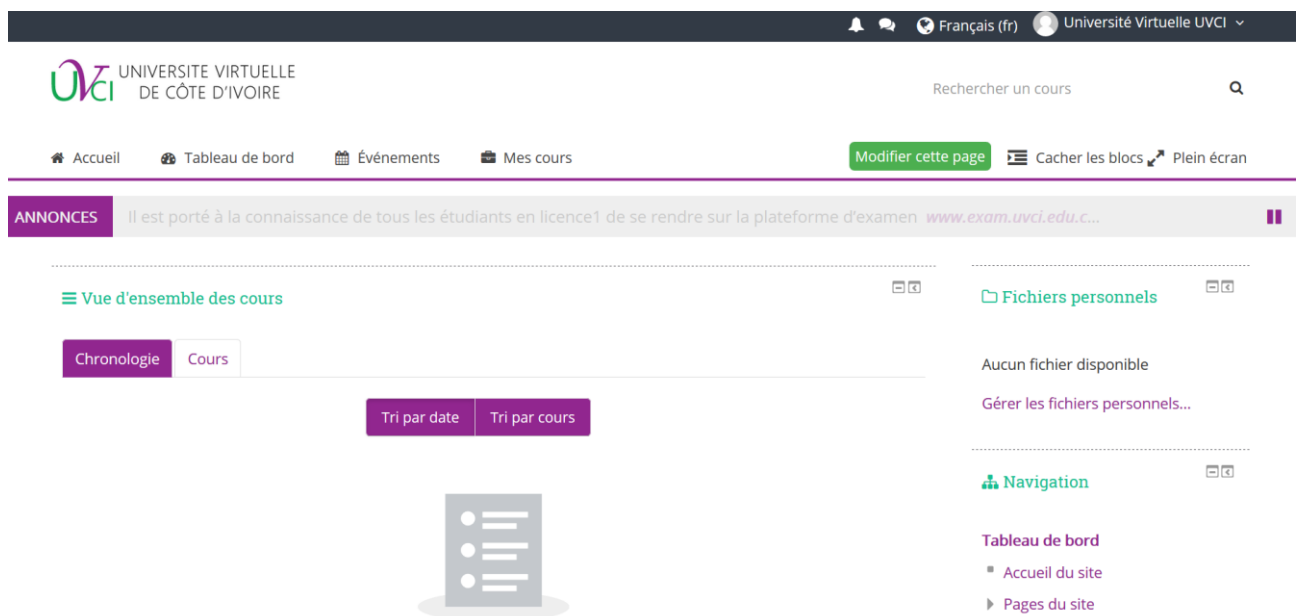 Français (fr) Université Virtuelle UVCI
UVCI UNIVERSITE VIRTUELLE
DE CÔTE D'IVOIRE
Rechercher un cours
Accueil Tableau de bord Événements Mes cours Modifier cette page Cacher les blocs Plein écran
ANNONCES Il est porté à la connaissance de tous les étudiants en licence1 de se rendre sur la plateforme d'examen www.exam.uvci.edu.c...
Vue d'ensemble des cours
Chronologie Cours
Tri par date Tri par cours
Fichiers personnels
Aucun fichier disponible
Gérer les fichiers personnels...
Navigation
Tableau de bord
Accueil du site
Pages du site